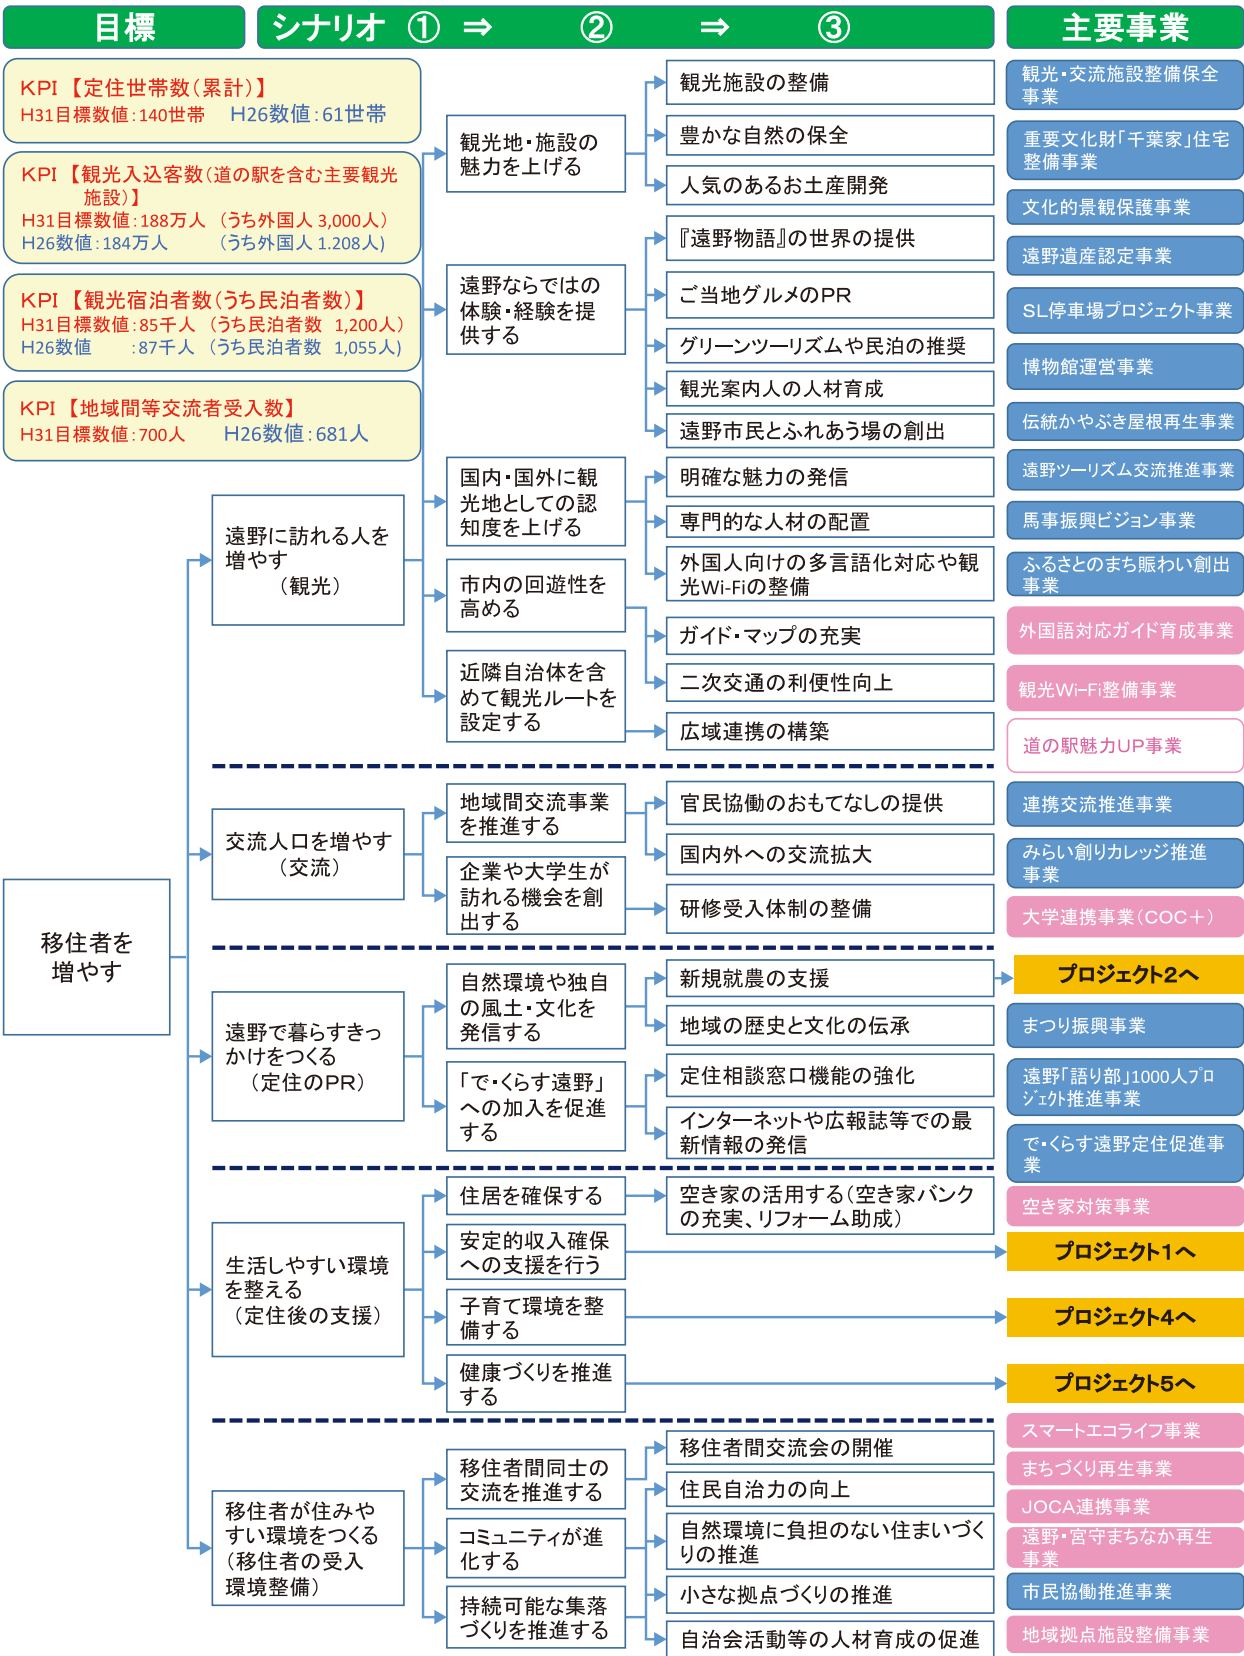 目標
シナリオ ① ⇒ ② ⇒ ③
主要事業
KPI 【定住世帯数(累計)】
H31目標数値:140世帯 H26数値:61世帯
KPI 【観光入込客数(道の駅を含む主要観光
施設)】
H31目標数値:188万人 (うち外国人 3,000人)
H26数値:184万人 (うち外国人 1.208人)
KPI 【観光宿泊者数(うち民泊者数)】
H31目標数値:85千人 (うち民泊者数 1,200人)
H26数値 :87千人 (うち民泊者数 1,055人)
KPI 【地域間等交流者受入数】
H31目標数値:700人 H26数値:681人
移住者を
増やす
遠野に訪れる人を
増やす
(観光)
観光地・施設の
魅力を上げる
観光施設の整備
豊かな自然の保全
人気のあるお土産開発
遠野ならではの
体験・経験を提
供する
『遠野物語』の世界の提供
ご当地グルメのPR
グリーンツーリズムや民泊の推奨
観光案内人の人材育成
遠野市民とふれあう場の創出
国内・国外に観
光地としての認
知度を上げる
明確な魅力の発信
専門的な人材の配置
外国人向けの多言語化対応や観
光Wi-Fiの整備
市内の回遊性を
高める
ガイド・マップの充実
二次交通の利便性向上
近隣自治体を含
めて観光ルートを
設定する
広域連携の構築
交流人口を増やす
(交流)
地域間交流事業
を推進する
官民協働のおもてなしの提供
国内外への交流拡大
企業や大学生が
訪れる機会を創
出する
研修受入体制の整備
遠野で暮らすきっ
かけをつくる
(定住のPR)
自然環境や独自
の風土・文化を
発信する
新規就農の支援
地域の歴史と文化の伝承
「で・くらす遠野」
への加入を促進
する
定住相談窓口機能の強化
インターネットや広報誌等での最
新情報の発信
生活しやすい環境
を整える
(定住後の支援)
住居を確保する
空き家の活用する(空き家バンク
の充実、リフォーム助成)
安定的収入確保
への支援を行う
子育て環境を整
備する
健康づくりを推進
する
移住者が住みや
すい環境をつくる
(移住者の受入
環境整備)
移住者間同士の
交流を推進する
コミュニティが進
化する
持続可能な集落
づくりを推進する
移住者間交流会の開催
住民自治力の向上
自然環境に負担のない住まいづく
りの推進
小さな拠点づくりの推進
自治会活動等の人材育成の促進
観光・交流施設整備保全
事業
重要文化財「千葉家」住宅
整備事業
文化的景観保護事業
遠野遺産認定事業
SL停車場プロジェクト事業
博物館運営事業
伝統かやぶき屋根再生事業
遠野ツーリズム交流推進事業
馬事振興ビジョン事業
ふるさとのまち賑わい創出
事業
外国語対応ガイド育成事業
観光Wi-Fi整備事業
道の駅魅力UP事業
連携交流推進事業
みらい創りカレッジ推進
事業
大学連携事業(COC+)
プロジェクト2へ
まつり振興事業
遠野「語り部」1000人プロ
ジェクト推進事業
で・くらす遠野定住促進事
業
空き家対策事業
プロジェクト1へ
プロジェクト4へ
プロジェクト5へ
スマートエコライフ事業
まちづくり再生事業
JOCA連携事業
遠野・宮守まちなか再生
事業
市民協働推進事業
地域拠点施設整備事業